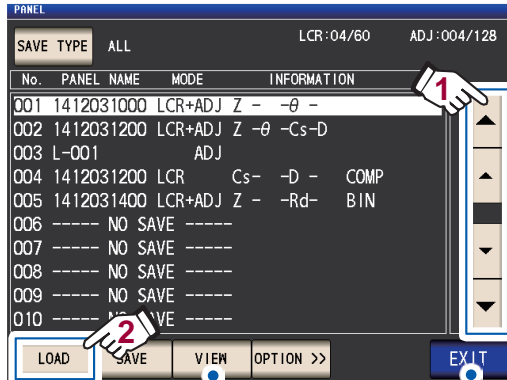 PANEL
SAVE TYPE ALL LCR:04/60 ADJ:004/128
No. PANEL NAME MODE INFORMATION
001 1412031000 LCR+ADJ Z - -θ -
002 1412031200 LCR+ADJ Z -θ -Cs-D
003 L-001 ADJ
004 1412031200 LCR Cs- -D - COMP
005 1412031400 LCR+ADJ Z - -Rd- BIN
006 ----- NO SAVE -----
007 ----- NO SAVE -----
008 ----- NO SAVE -----
009 ----- NO SAVE -----
010 ----- NO SAVE -----
1
2
LOAD SAVE VIEW OPTION >> EXIT